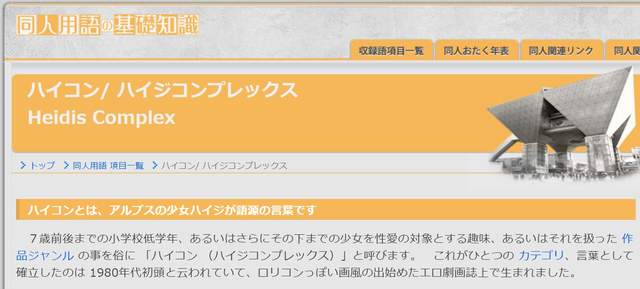 同人用語の基礎知識
収録語項目一覧 同人おたく年表 同人関連リンク 同人関
ハイコン/ ハイジコンプレックス
Heidis Complex
トップ 同人用語 項目一覧 ハイコン/ ハイジコンプレックス
ハイコンとは、アルプスの少女ハイジが語源の言葉です
７歳前後までの小学校低学年、あるいはさらにその下までの少女を性愛の対象とする趣味、あるいはそれを扱った 作
品ジャンル の事を俗に 「ハイコン （ハイジコンプレックス）」と呼びます。 これがひとつの カテゴリ、言葉として
確立したのは 1980年代初頭と云われていて、ロリコンっぽい画風の出始めたエロ劇画誌上で生まれました。